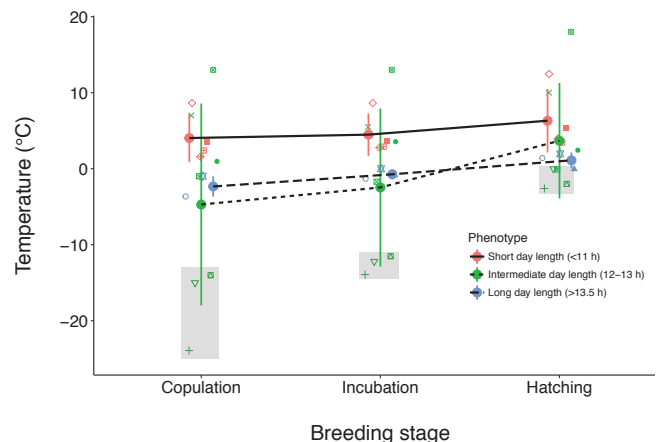 20
10
0
−10
−20
Temperature (°C)
Phenotype
Short day length (<11 h)
Intermediate day length (12–13 h)
Long day length (>13.5 h)
Copulation
Incubation
Hatching
Breeding stage